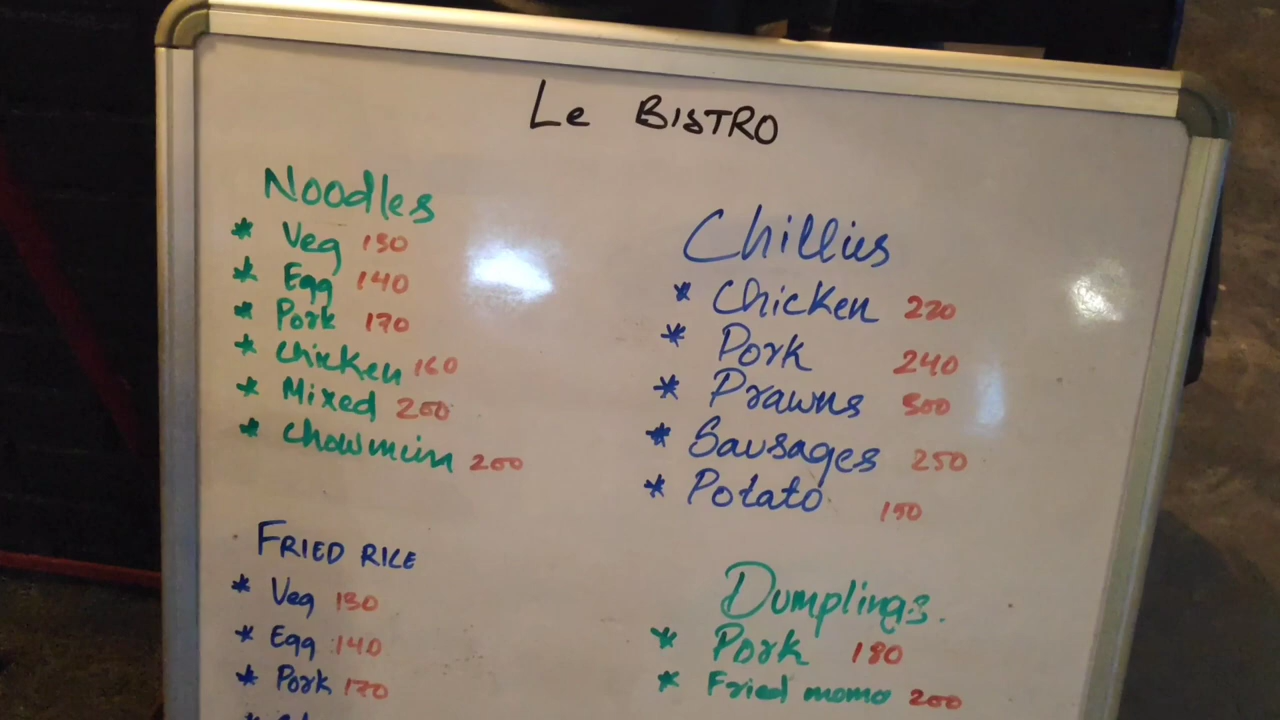 Le BISTRO
Noodles
* Veg 130
* Egg 140
* Pork 170
* Chicken 160
* Mixed 200
* Chowmein 200
FRIED RICE
* Veg 130
* Egg 140
* Pork 170
Chillies
* Chicken 220
* Pork 240
* Prawns 300
* Sausages 250
* Potato 150
Dumplings.
* Pork 180
* Fried momo 200